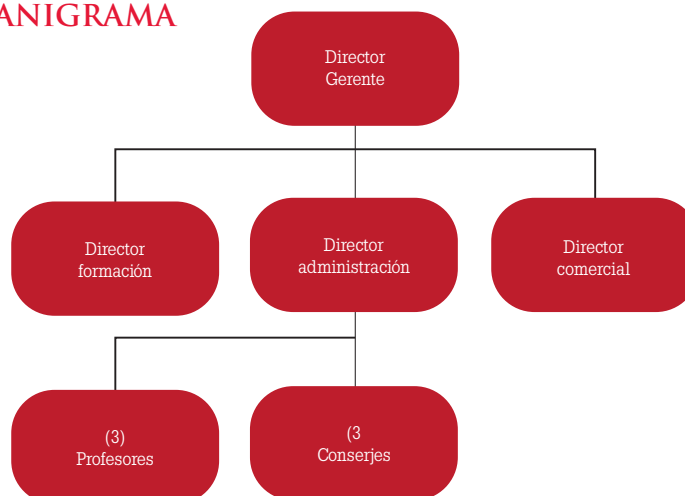 ANIGRAMA
Director
Gerente
Director
formación
Director
administración
Director
comercial
(3)
Profesores
(3
Conserjes